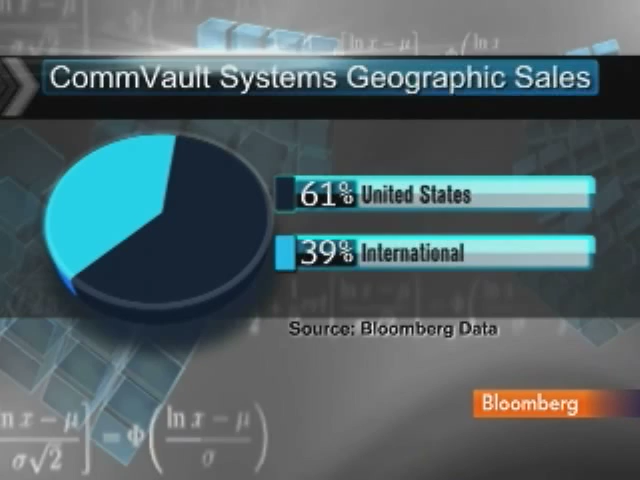 CommVault Systems Geographic Sales
61% United States
39% International
Source: Bloomberg Data
Bloomberg